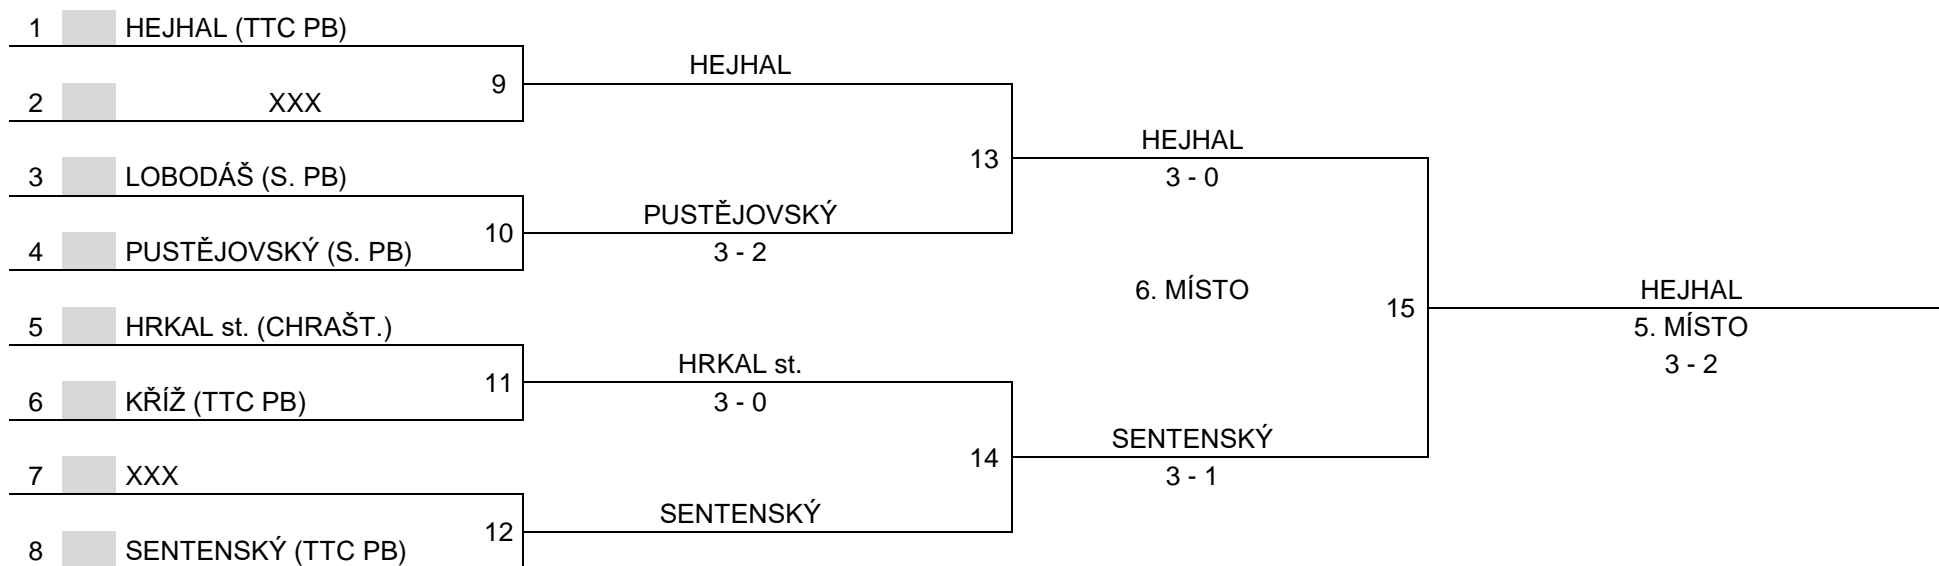 1 HEJHAL (TTC PB)
HEJHAL
9
2 XXX
HEJHAL
13
3 LOBODÁŠ (S. PB)
3 - 0
PUSTĚJOVSKÝ
10
4 PUSTĚJOVSKÝ (S. PB)
3 - 2
6. MÍSTO
HEJHAL
15
5 HRKAL st. (CHRAŠT.)
5. MÍSTO
HRKAL st.
3 - 2
11
6 KŘÍŽ (TTC PB)
3 - 0
SENTENSKÝ
14
7 XXX
3 - 1
SENTENSKÝ
12
8 SENTENSKÝ (TTC PB)